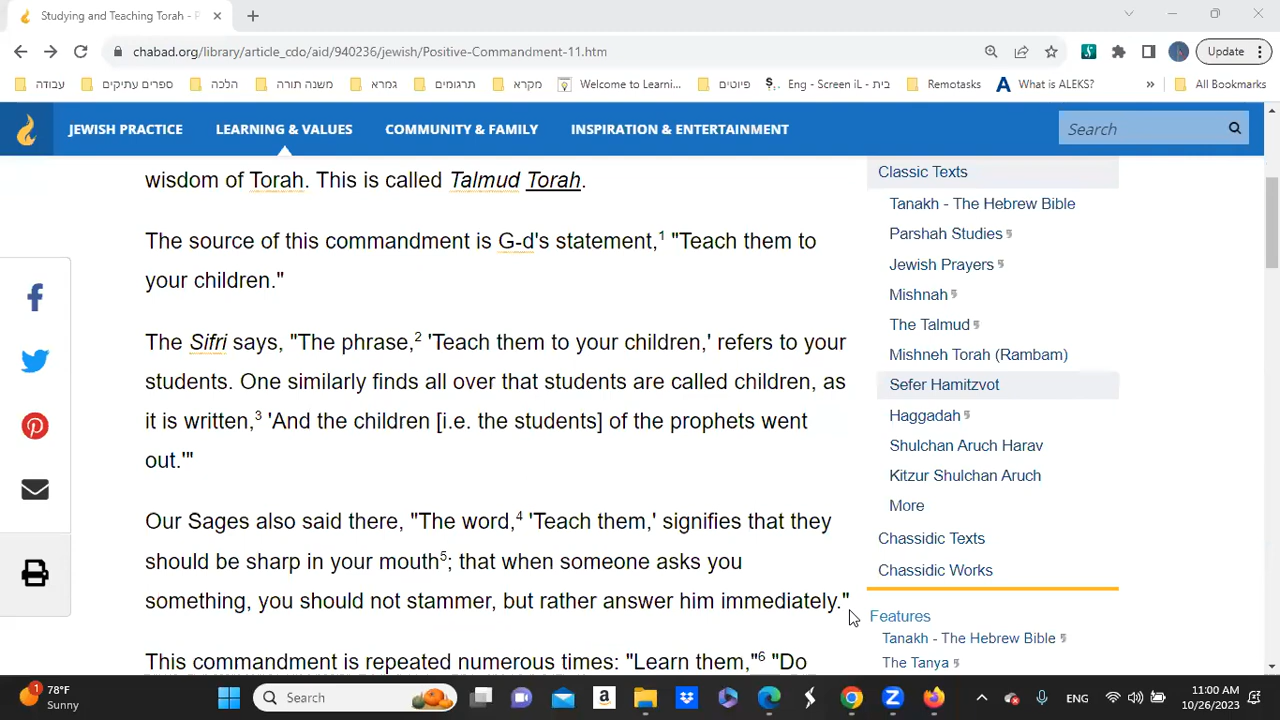 Studying and Teaching Torah - P
chabad.org/library/article_cdo/aid/940236/jewish/Positive-Commandment-11.htm
Update
עבודה ספרים עתיקים הלכה משנה תורה גמרא תרגומים מקרא Welcome to Learni... פיוטים Eng - Screen iL - בית Remotasks What is ALEKS? » All Bookmarks
JEWISH PRACTICE LEARNING & VALUES COMMUNITY & FAMILY INSPIRATION & ENTERTAINMENT Search
wisdom of Torah. This is called Talmud Torah.
The source of this commandment is G-d's statement,1 "Teach them to
your children."
The Sifri says, "The phrase,2 'Teach them to your children,' refers to your
students. One similarly finds all over that students are called children, as
it is written,3 'And the children [i.e. the students] of the prophets went
out.'"
Our Sages also said there, "The word,4 'Teach them,' signifies that they
should be sharp in your mouth5; that when someone asks you
something, you should not stammer, but rather answer him immediately."
This commandment is repeated numerous times: "Learn them,"6 "Do
Classic Texts
Tanakh - The Hebrew Bible
Parshah Studies
Jewish Prayers
Mishnah
The Talmud
Mishneh Torah (Rambam)
Sefer Hamitzvot
Haggadah
Shulchan Aruch Harav
Kitzur Shulchan Aruch
More
Chassidic Texts
Chassidic Works
Features
Tanakh - The Hebrew Bible
The Tanya
1
78°F
Sunny
Search
ENG
11:00 AM
10/26/2023